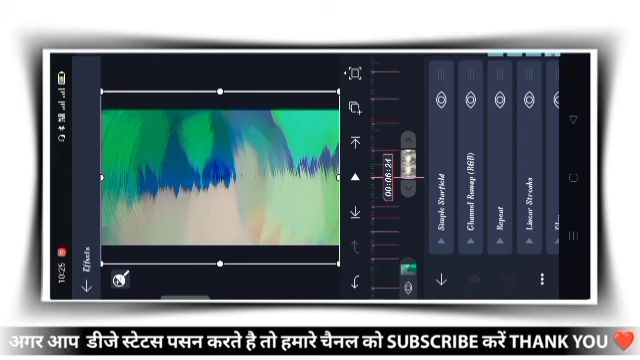 10:25
Effects
00:06:24
Simple Starfield
Channel Remap (RGB)
Repeat
Linear Streaks
अगर आप डीजे स्टेटस पसन करते है तो हमारे चैनल को SUBSCRIBE करें THANK YOU ❤️